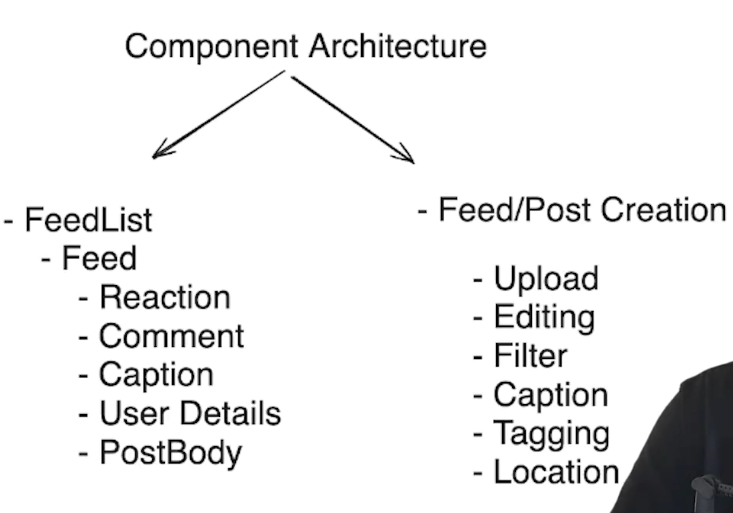 Component Architecture
- FeedList
- Feed
- Reaction
- Comment
- Caption
- User Details
- PostBody
- Feed/Post Creation
- Upload
- Editing
- Filter
- Caption
- Tagging
- Location